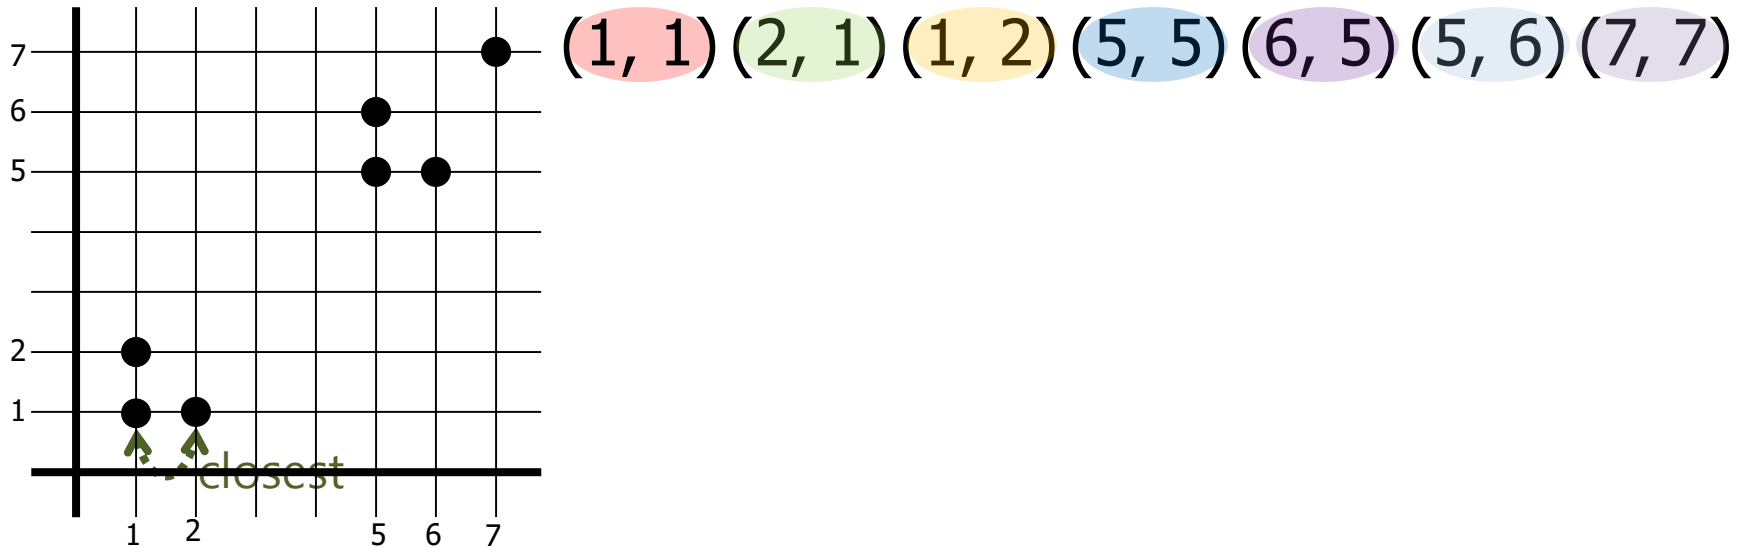 (1, 1) (2, 1) (1, 2) (5, 5) (6, 5) (5, 6) (7, 7)
7
6
5
2
1
closest
1 2 5 6 7